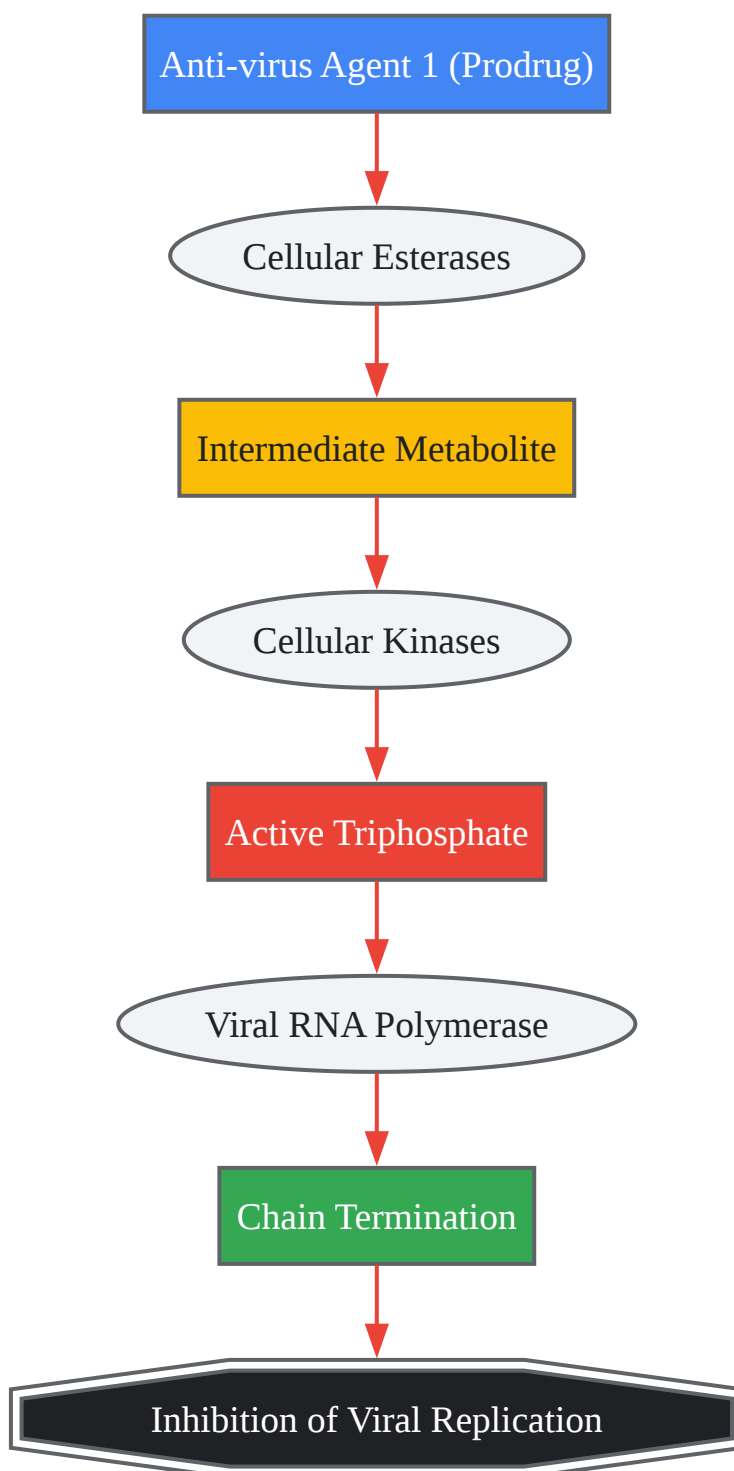 Anti-virus Agent 1 (Prodrug)
Cellular Esterases
Intermediate Metabolite
Cellular Kinases
Active Triphosphate
Viral RNA Polymerase
Chain Termination
Inhibition of Viral Replication